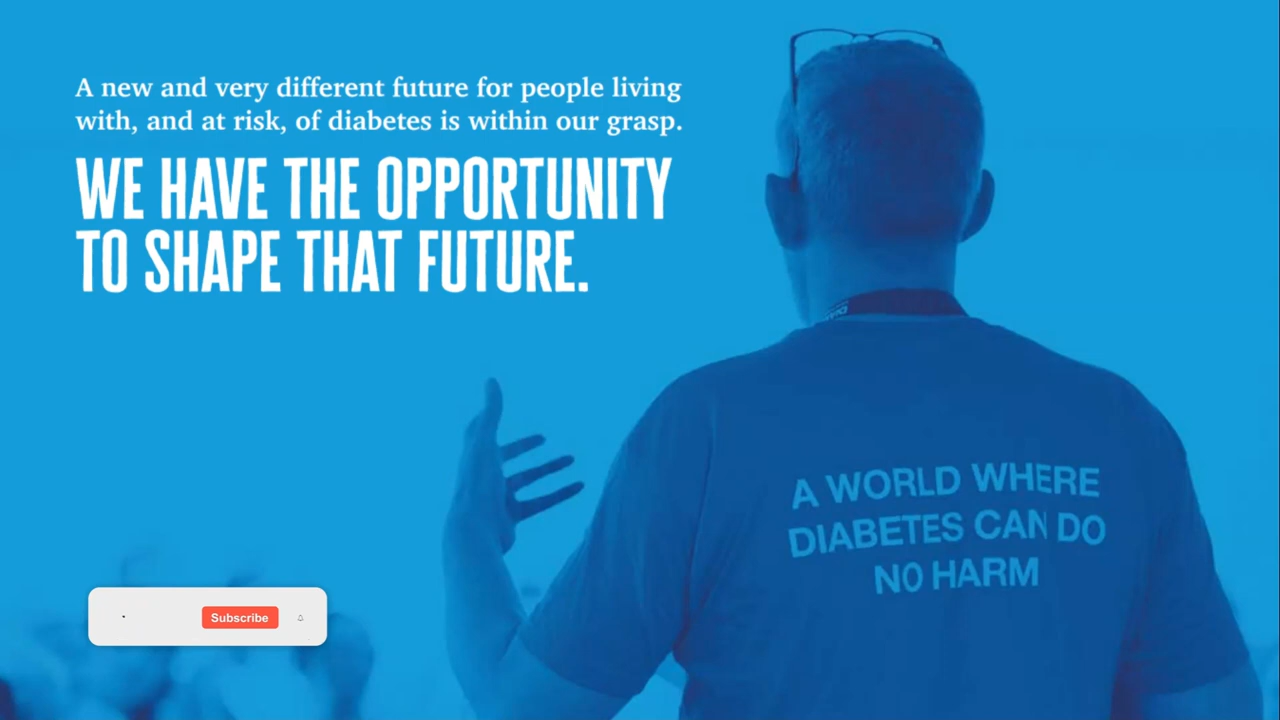 A new and very different future for people living
with, and at risk, of diabetes is within our grasp.
WE HAVE THE OPPORTUNITY
TO SHAPE THAT FUTURE.
A WORLD WHERE
DIABETES CAN DO
NO HARM
Subscribe